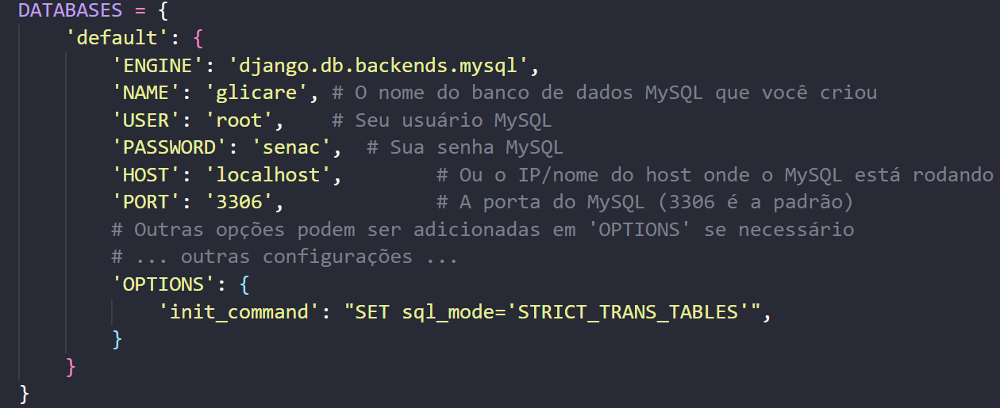 DATABASES = {
    'default': {
        'ENGINE': 'django.db.backends.mysql',
        'NAME': 'glicare', # O nome do banco de dados MySQL que você criou
        'USER': 'root',    # Seu usuário MySQL
        'PASSWORD': 'senac',  # Sua senha MySQL
        'HOST': 'localhost',        # Ou o IP/nome do host onde o MySQL está rodando
        'PORT': '3306',             # A porta do MySQL (3306 é a padrão)
        # Outras opções podem ser adicionadas em 'OPTIONS' se necessário
        # ... outras configurações ...
        'OPTIONS': {
            'init_command': "SET sql_mode='STRICT_TRANS_TABLES'",
        }
    }
}